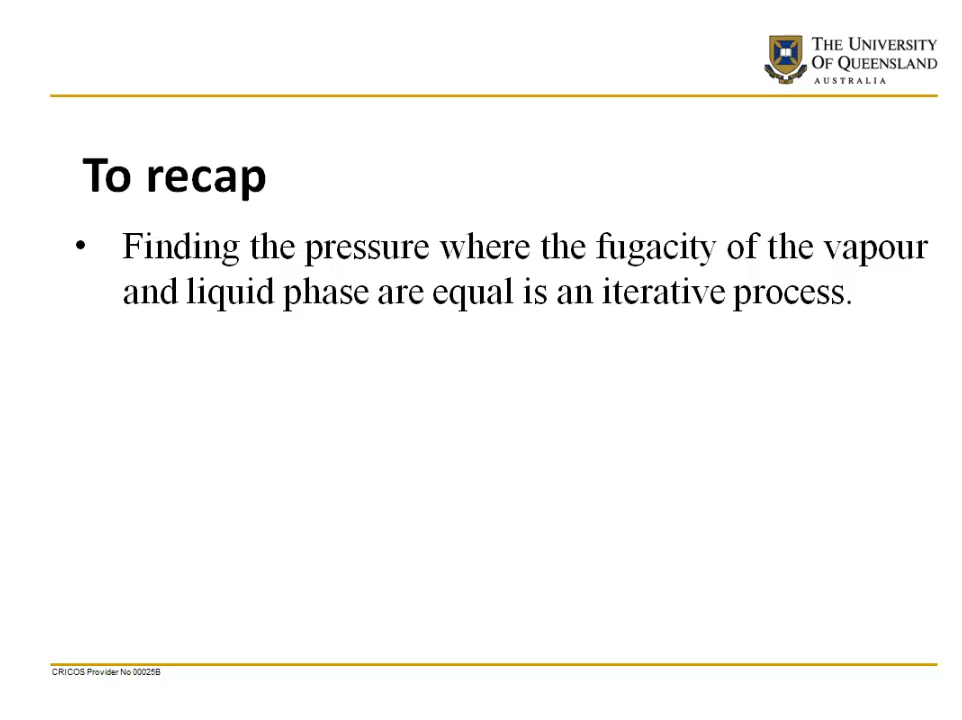 THE UNIVERSITY
OF QUEENSLAND
AUSTRALIA
To recap
• Finding the pressure where the fugacity of the vapour
and liquid phase are equal is an iterative process.
CRICOS Provider No 00025B